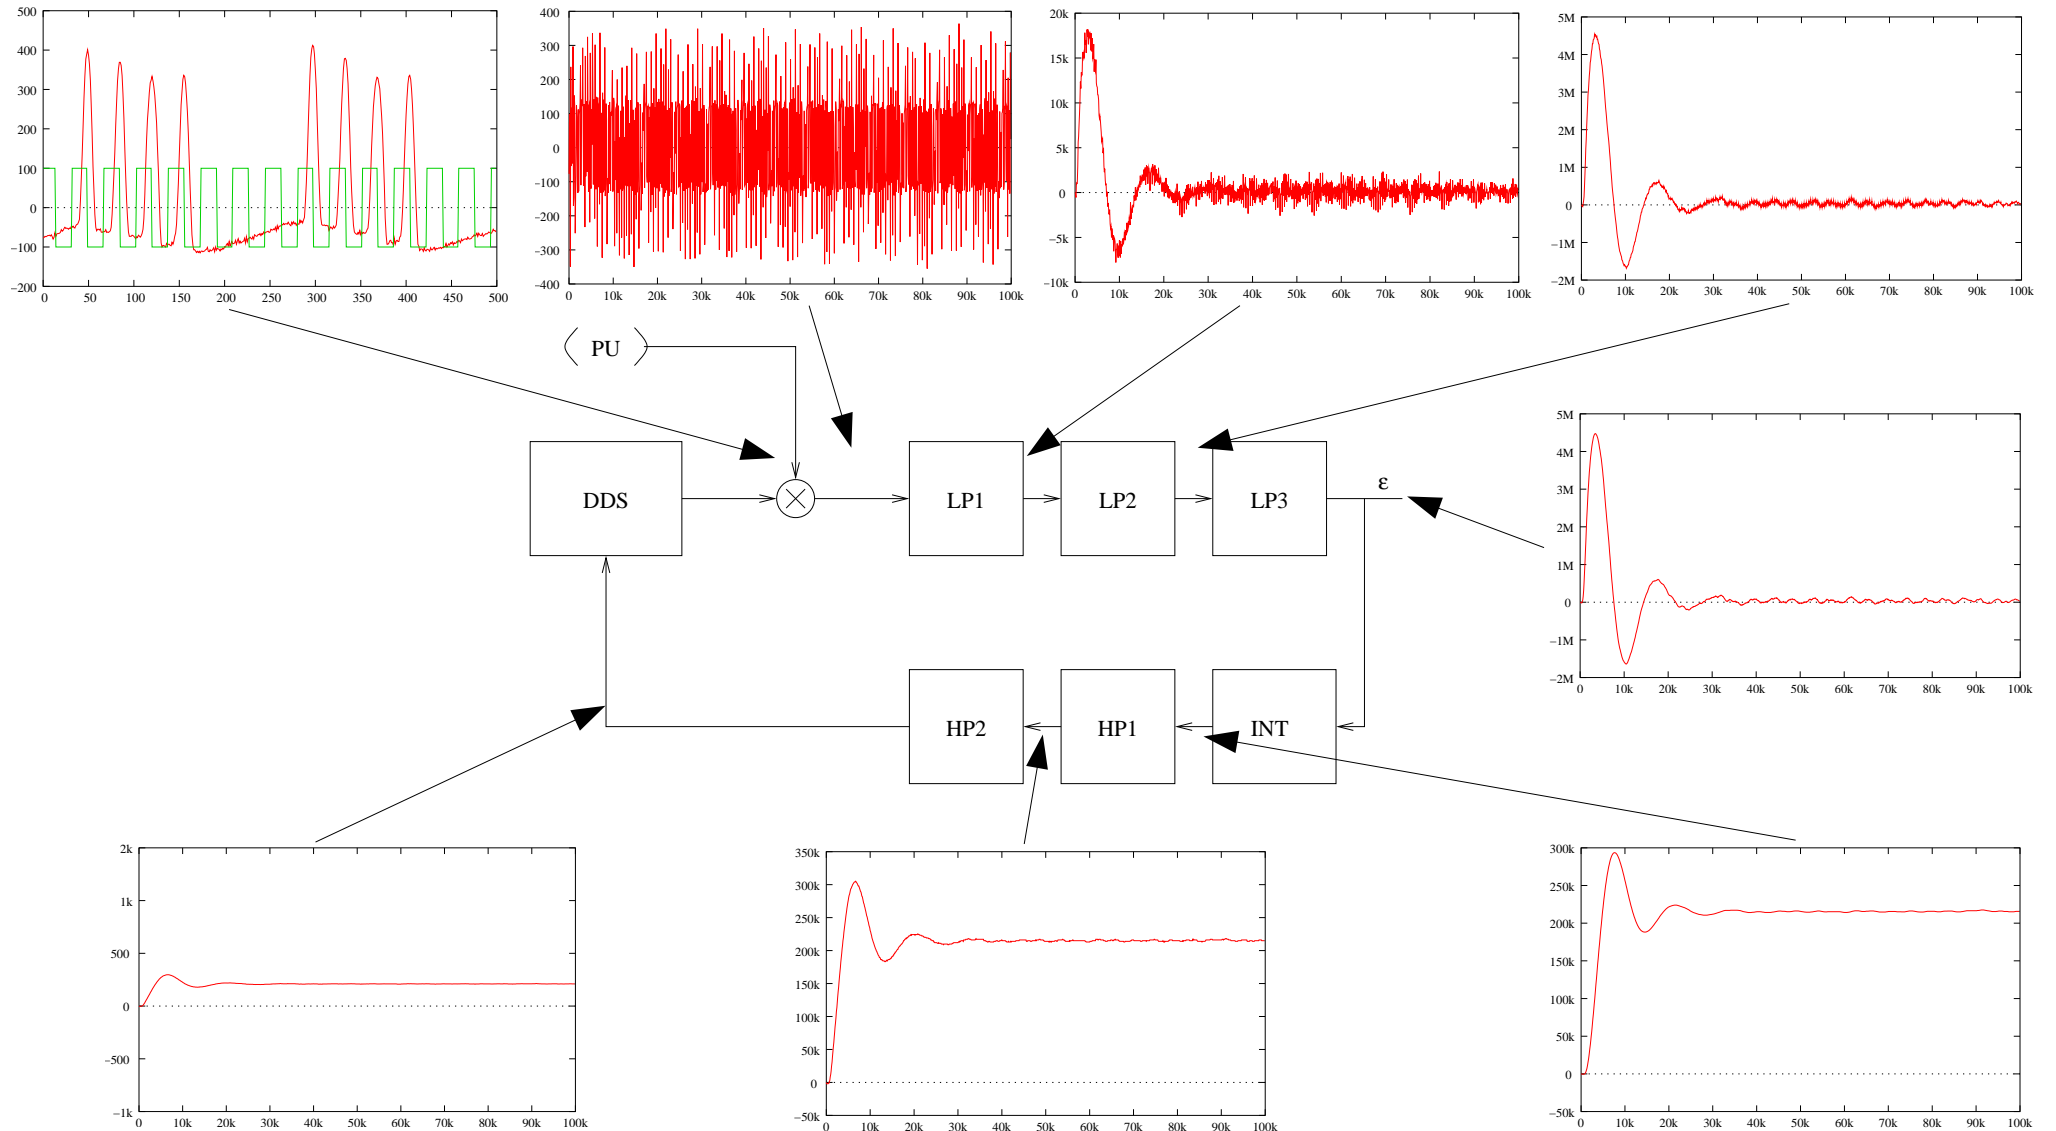 500
400
300
200
100
0
−100
−200
0 50 100 150 200 250 300 350 400 450 500
400
300
200
100
0
−100
−200
−300
−400
0 10k 20k 30k 40k 50k 60k 70k 80k 90k 100k
20k
15k
10k
5k
0
−5k
−10k
0 10k 20k 30k 40k 50k 60k 70k 80k 90k 100k
5M
4M
3M
2M
1M
0
−1M
−2M
0 10k 20k 30k 40k 50k 60k 70k 80k 90k 100k
PU
DDS
LP1
LP2
LP3
ε
5M
4M
3M
2M
1M
0
−1M
−2M
0 10k 20k 30k 40k 50k 60k 70k 80k 90k 100k
HP2
HP1
INT
2k
1k
500
0
−500
−1k
0 10k 20k 30k 40k 50k 60k 70k 80k 90k 100k
350k
300k
250k
200k
150k
100k
50k
0
−50k
0 10k 20k 30k 40k 50k 60k 70k 80k 90k 100k
300k
250k
200k
150k
100k
50k
0
−50k
0 10k 20k 30k 40k 50k 60k 70k 80k 90k 100k